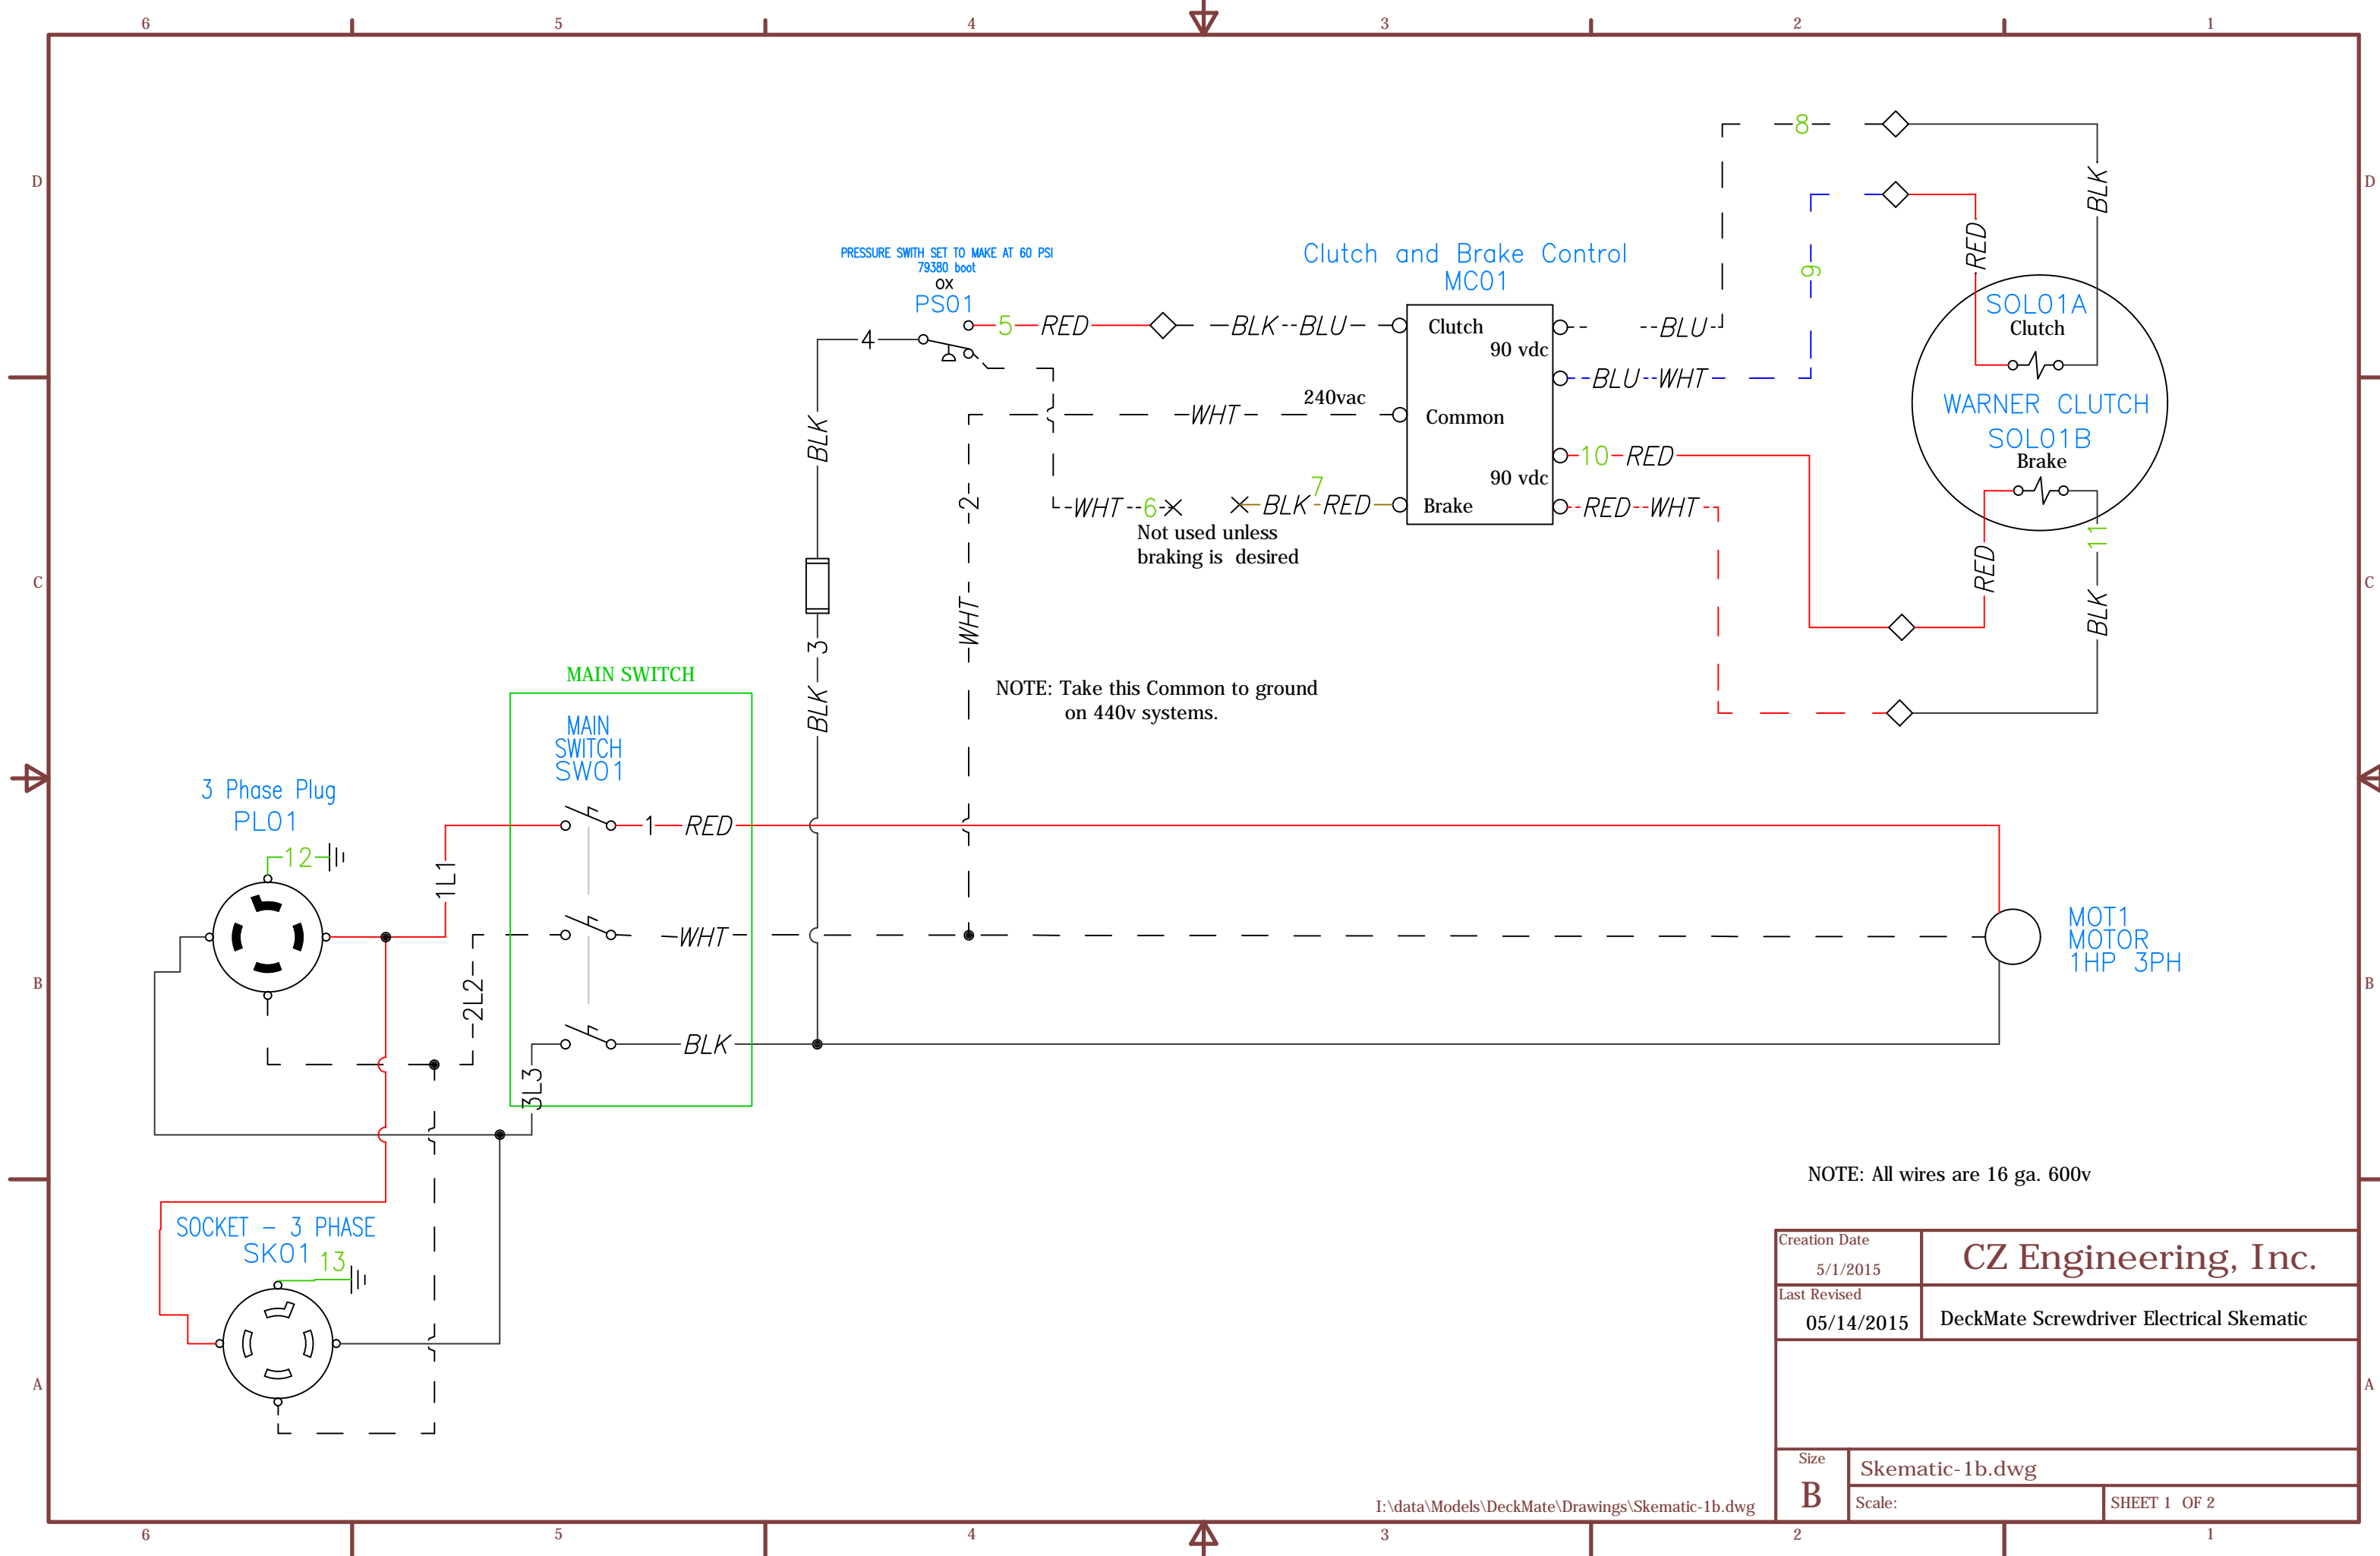 6 5 4 3 2 1
D
D
C
C
B
B
A
A
8
BLK
9
RED
PRESSURE SWITH SET TO MAKE AT 60 PSI
79380 boot
OX
PS01
4
5 RED
BLK BLU
Clutch and Brake Control
MC01
Clutch
90 vdc
BLU
BLU WHT
240vac
WHT
Common
10 RED
90 vdc
WHT 6
7
BLK RED
Brake
RED WHT
Not used unless
braking is desired
SOL01A
Clutch
WARNER CLUTCH
SOL01B
Brake
RED
11
BLK
BLK
3
BLK
2
WHT
NOTE: Take this Common to ground
on 440v systems.
MAIN SWITCH
MAIN
SWITCH
SW01
1 RED
WHT
BLK
3 Phase Plug
PL01
12
1L1
2L2
3L3
MOT1
MOTOR
1HP 3PH
SOCKET - 3 PHASE
SK01
13
NOTE: All wires are 16 ga. 600v
Creation Date
5/1/2015
CZ Engineering, Inc.
Last Revised
05/14/2015
DeckMate Screwdriver Electrical Skematic
Size
B
Skematic-1b.dwg
Scale:
SHEET 1 OF 2
I:\data\Models\DeckMate\Drawings\Skematic-1b.dwg
6 5 4 3 2 1